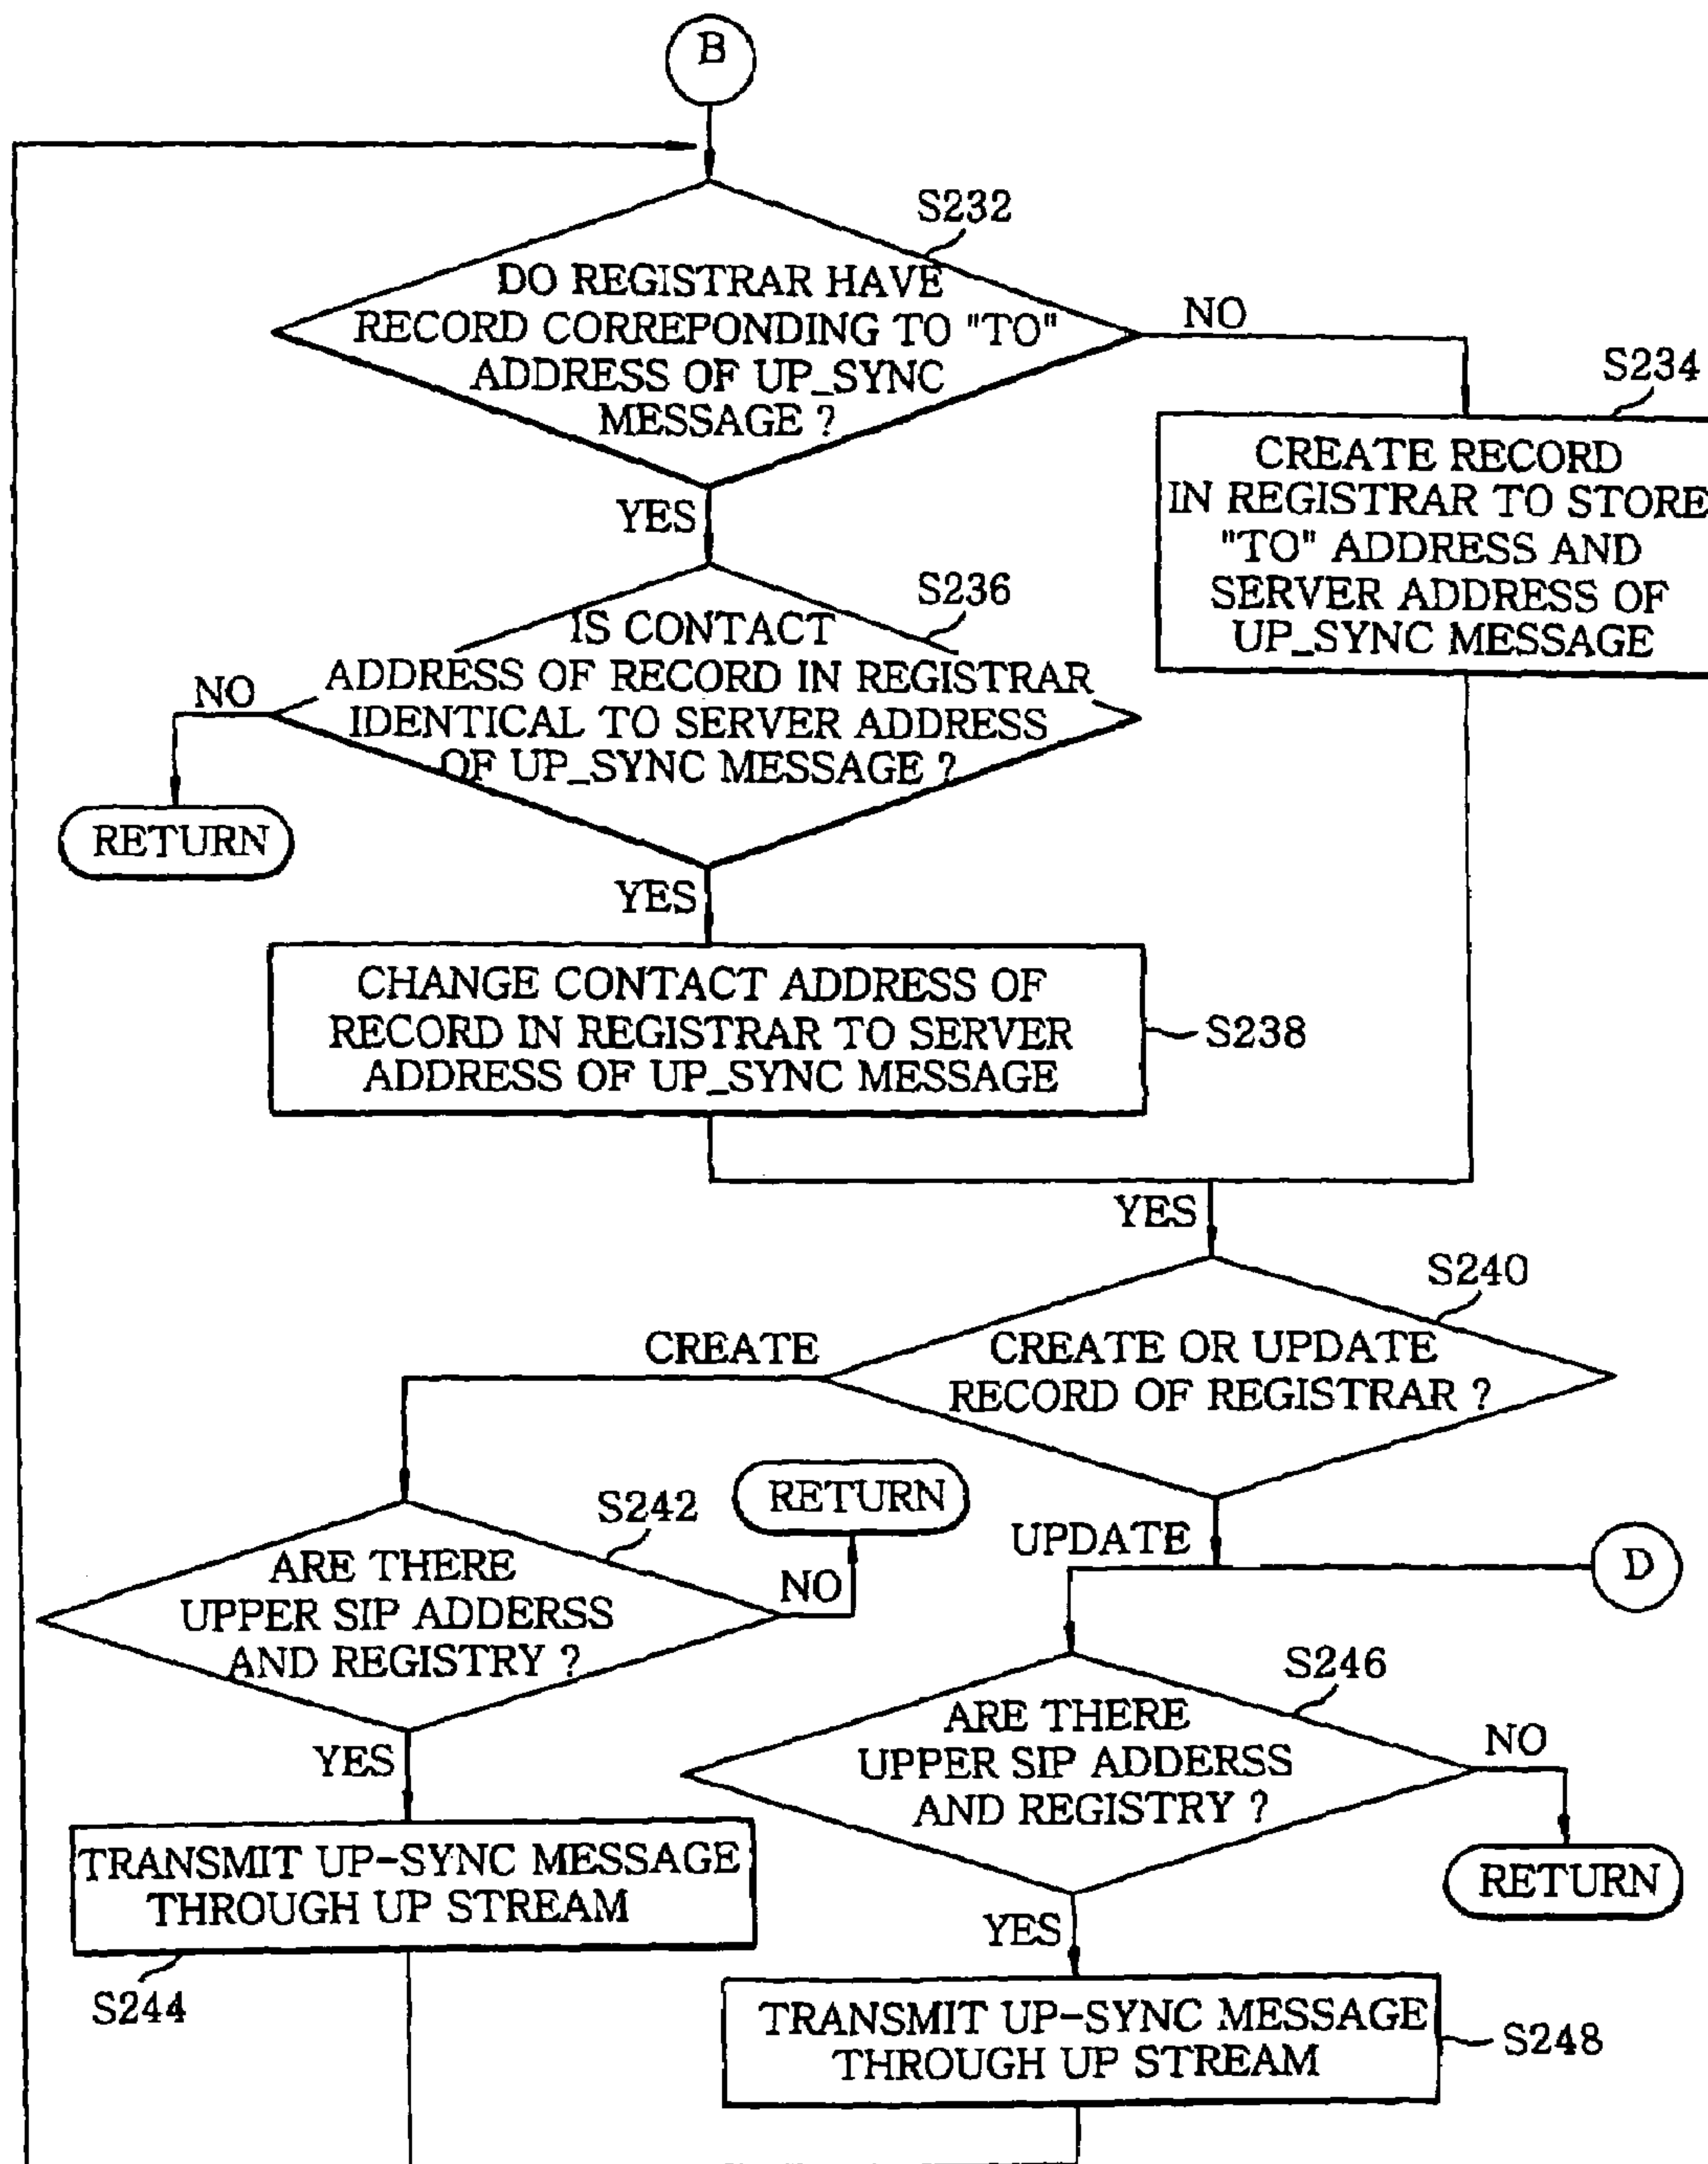 B
S232
DO REGISTRAR HAVE
RECORD CORREPONDING TO "TO"
ADDRESS OF UP_SYNC
MESSAGE ?
NO
YES
S234
CREATE RECORD
IN REGISTRAR TO STORE
"TO" ADDRESS AND
SERVER ADDRESS OF
UP_SYNC MESSAGE
S236
IS CONTACT
ADDRESS OF RECORD IN REGISTRAR
IDENTICAL TO SERVER ADDRESS
OF UP_SYNC MESSAGE ?
NO
RETURN
YES
CHANGE CONTACT ADDRESS OF
RECORD IN REGISTRAR TO SERVER
ADDRESS OF UP_SYNC MESSAGE
S238
YES
S240
CREATE OR UPDATE
RECORD OF REGISTRAR ?
CREATE
UPDATE
D
S242
ARE THERE
UPPER SIP ADDERSS
AND REGISTRY ?
NO
RETURN
YES
TRANSMIT UP-SYNC MESSAGE
THROUGH UP STREAM
S244
S246
ARE THERE
UPPER SIP ADDERSS
AND REGISTRY ?
NO
RETURN
YES
TRANSMIT UP-SYNC MESSAGE
THROUGH UP STREAM
S248